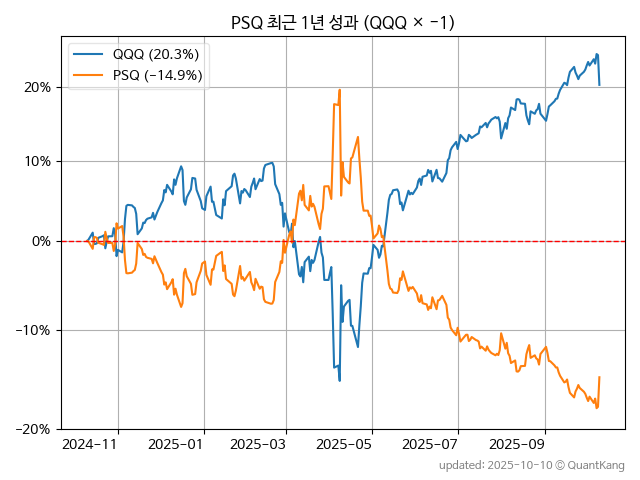 PSQ 최근 1년 성과 (QQQ × −1)
QQQ (20.3%)
PSQ (−14.9%)
20%
10%
0%
−10%
−20%
2024−11 2025−01 2025−03 2025−05 2025−07 2025−09
updated: 2025-10-10 © QuantKang